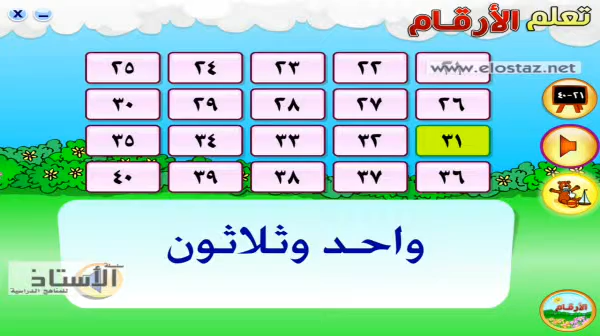 تعلم الأرقام
www.elostaz.net
٢٢ ٢٣ ٢٤ ٢٥
٢٦ ٢٧ ٢٨ ٢٩ ٣٠
٣١ ٣٢ ٣٣ ٣٤ ٣٥
٣٦ ٣٧ ٣٨ ٣٩ ٤٠
٢١-٤٠
واحد وثلاثون
سلسلة
الأستاذ
للمناهج الدراسية
الأرقام